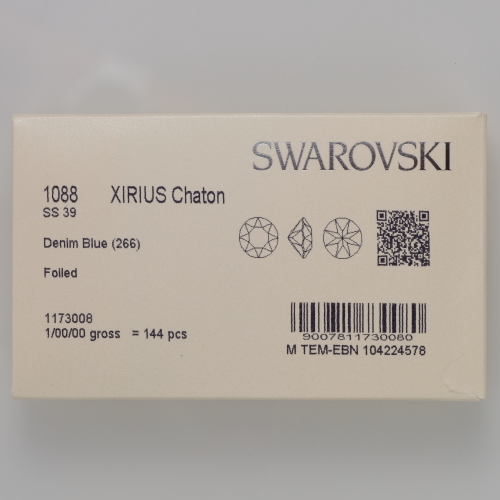 SWAROVSKI
1088 XIRIUS Chaton
SS 39
Denim Blue (266)
Foiled
1173008
1/00/00 gross = 144 pcs
9007811730080
M TEM-EBN 104224578